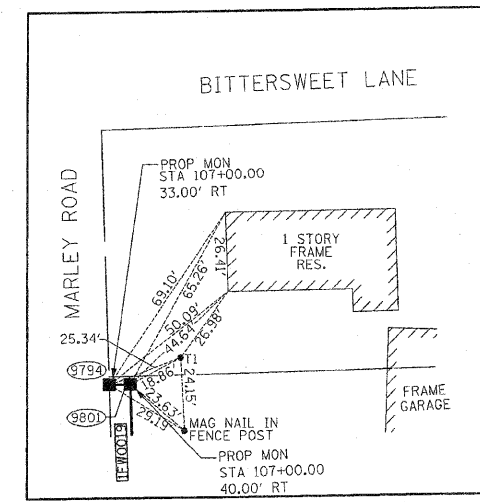 BITTERSWEET LANE
MARLEY ROAD
PROP MON
STA 107+00.00
33.00' RT
1 STORY
FRAME
RES.
26.41'
69.10'
65.26'
50.09'
44.64'
26.98'
25.34'
T1
9794
18.86'
24.15'
23.63'
29.19'
9801
MAG NAIL IN
FENCE POST
FRAME
GARAGE
PROP MON
STA 107+00.00
40.00' RT
1FW0019